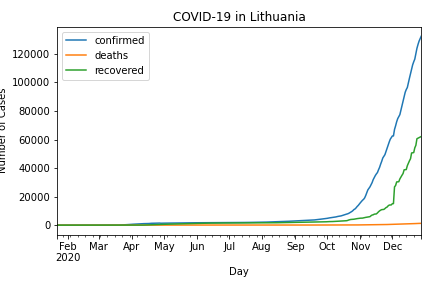 COVID-19 in Lithuania
confirmed
deaths
recovered
120000
100000
80000
60000
40000
20000
0
Number of Cases
Feb Mar Apr May Jun Jul Aug Sep Oct Nov Dec
2020
Day